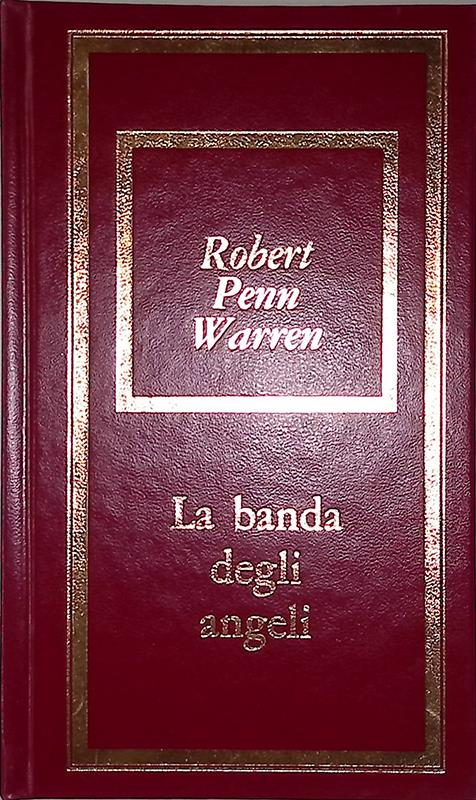 Robert
Penn
Warren
La banda
degli
angeli